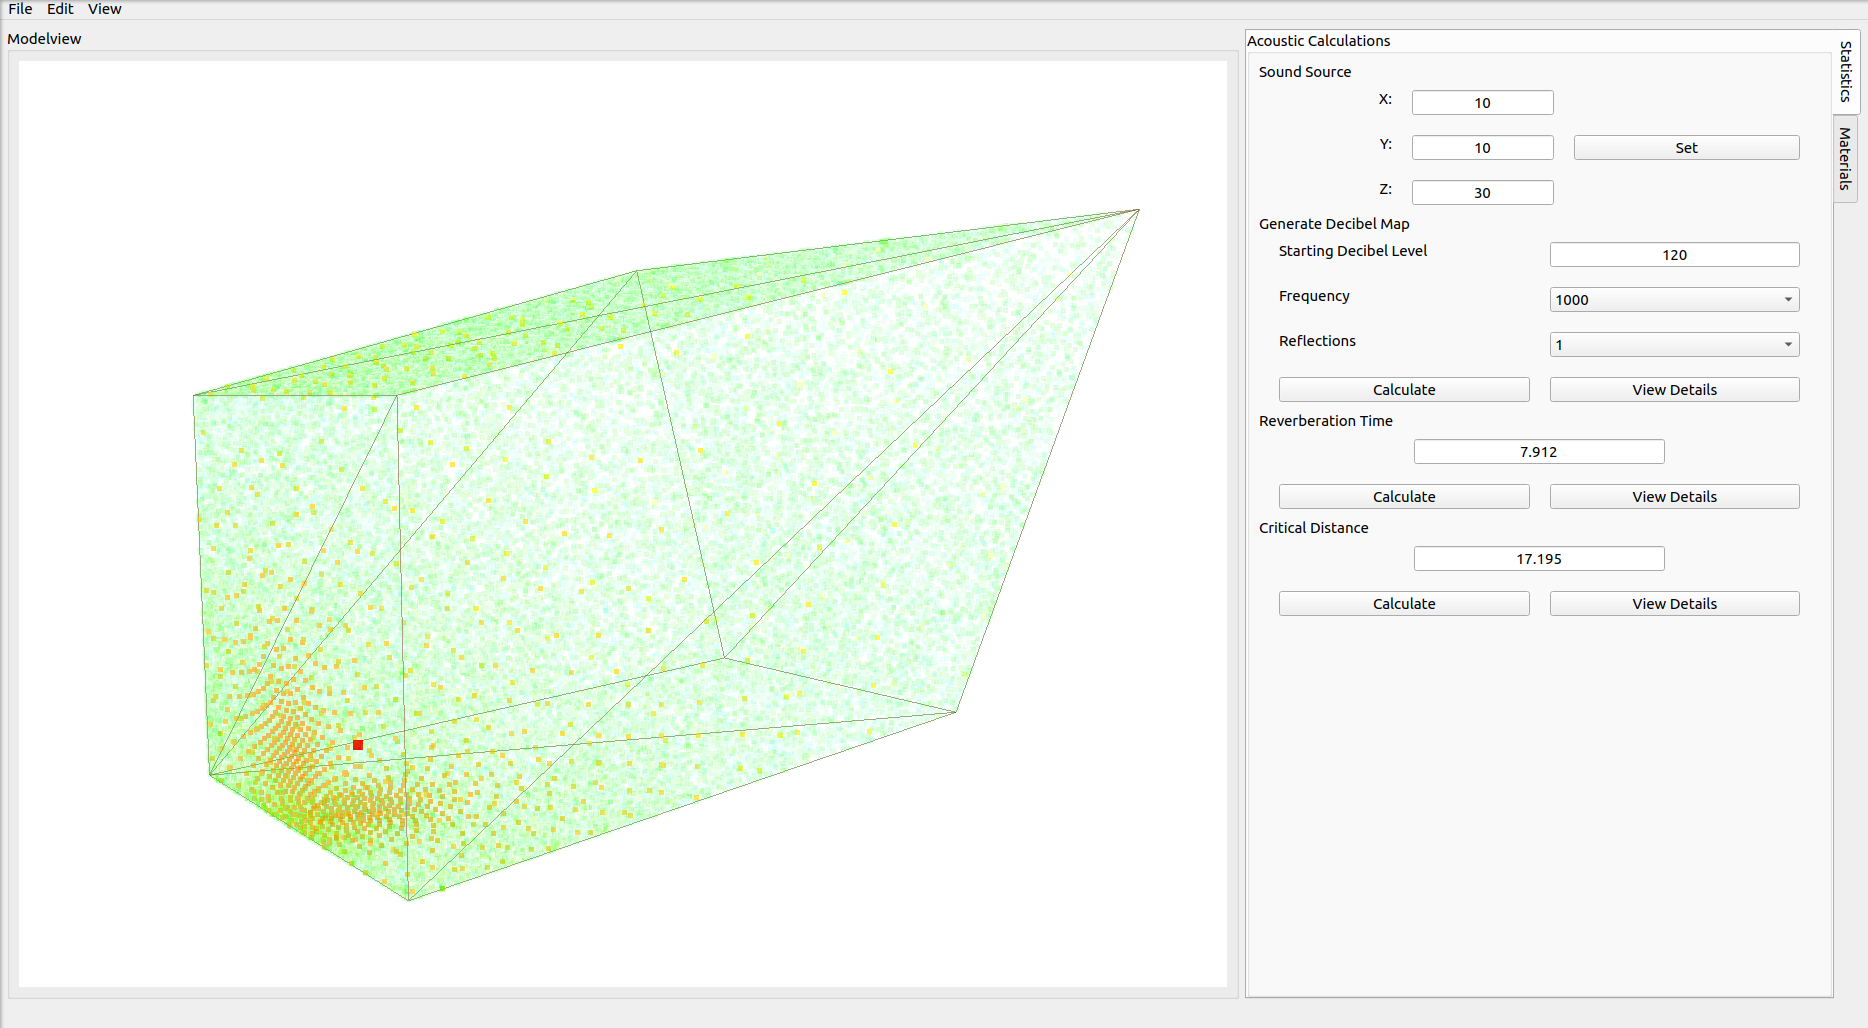 File Edit View
Modelview
Acoustic Calculations
Sound Source
X: 10
Y: 10 Set
Z: 30
Generate Decibel Map
Starting Decibel Level 120
Frequency 1000
Reflections 1
Calculate View Details
Reverberation Time
7.912
Calculate View Details
Critical Distance
17.195
Calculate View Details
Statistics
Materials